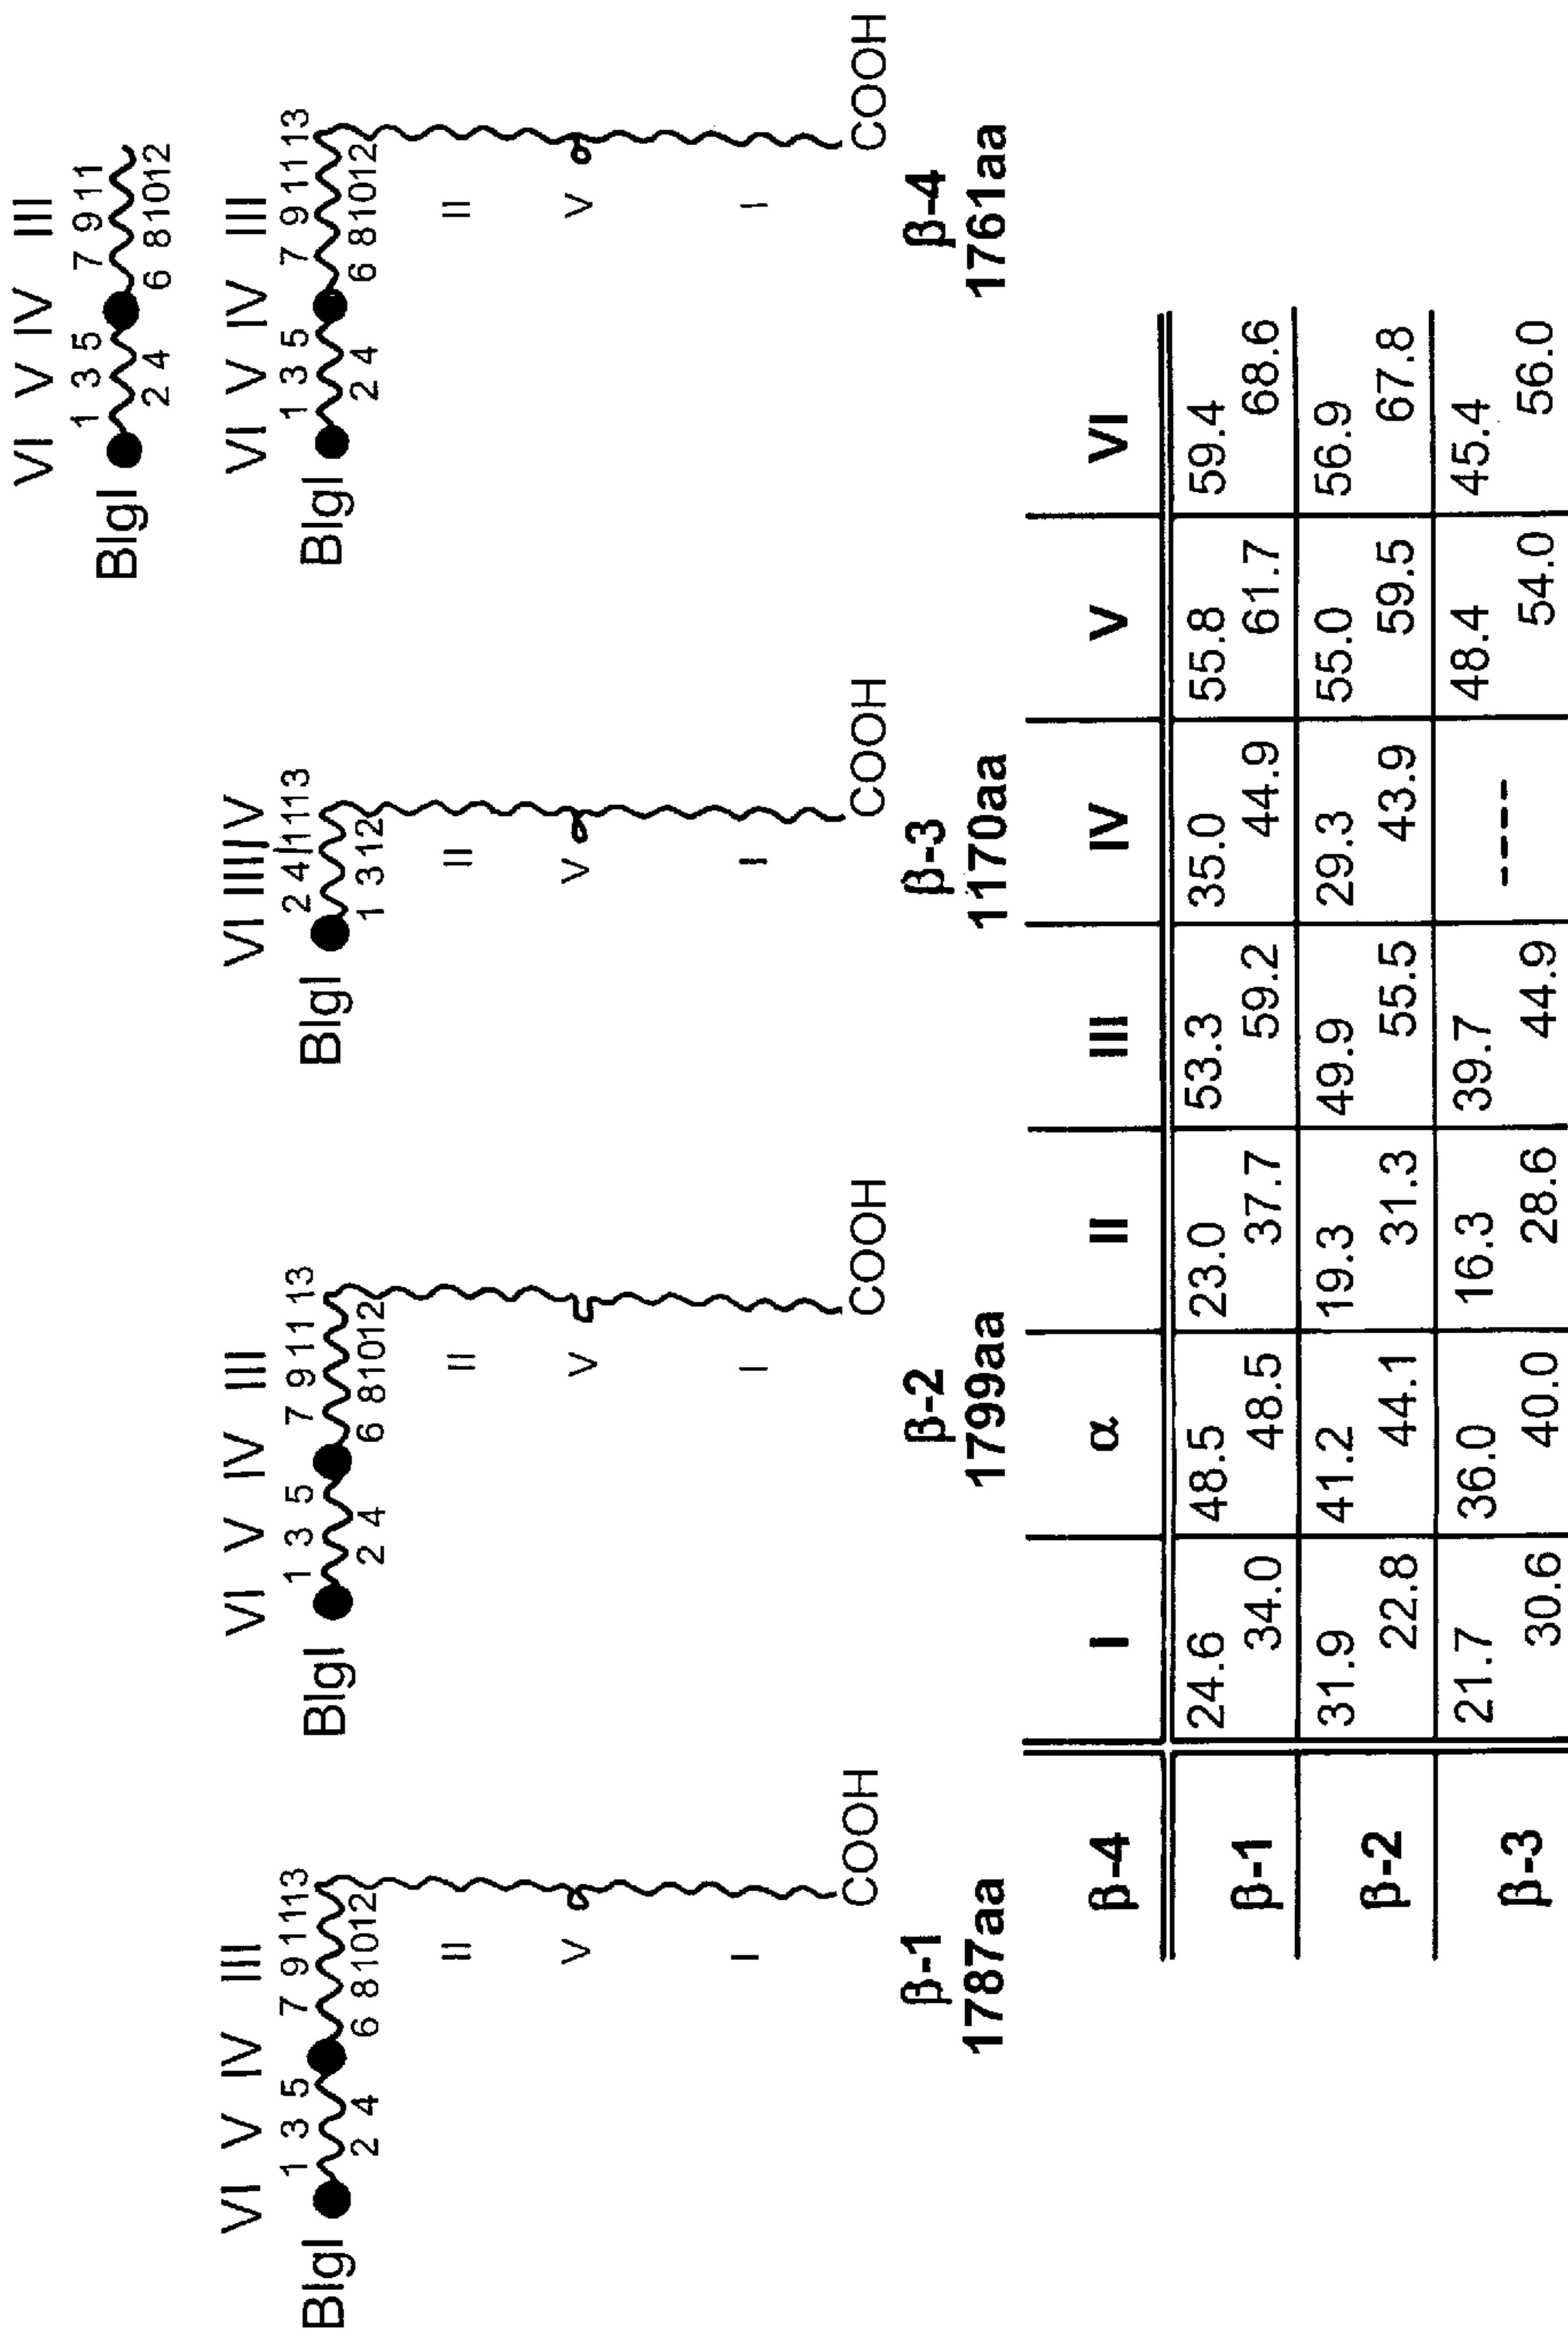 VI V IV III
1 3 5 7 9 11
BIgI
2 4 6 8 10 12
VI V IV III
1 3 5 7 9 11 13
BIgI
2 4 6 8 10 12
II
V
I
COOH
β-1
1787aa
VI V IV III
1 3 5 7 9 11 13
BIgI
2 4 6 8 10 12
II
V
I
COOH
β-2
1799aa
VI III/V
2 4/11 13
BIgI
1 3 12
II
V
I
COOH
β-3
1170aa
VI V IV III
1 3 5 7 9 11 13
BIgI
2 4 6 8 10 12
II
V
I
COOH
β-4
1761aa
β-4 I α II III IV V VI
24.6 48.5 23.0 53.3 35.0 55.8 59.4
β-1 34.0 48.5 37.7 59.2 44.9 61.7 68.6
31.9 41.2 19.3 49.9 29.3 55.0 56.9
β-2 22.8 44.1 31.3 55.5 43.9 59.5 67.8
21.7 36.0 16.3 39.7 ---- 48.4 45.4
β-3 30.6 40.0 28.6 44.9 54.0 56.0